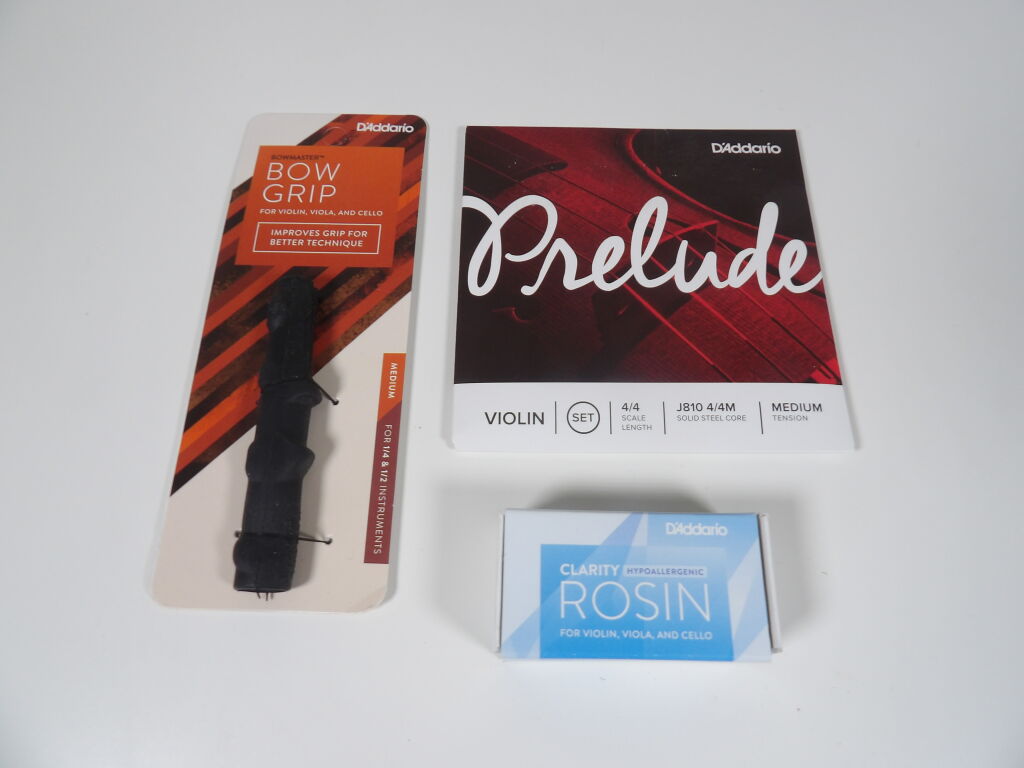 D'Addario
BOWMASTER™
BOW
GRIP
FOR VIOLIN, VIOLA, AND CELLO
IMPROVES GRIP FOR
BETTER TECHNIQUE
MEDIUM
FOR 1/4 & 1/2 INSTRUMENTS
D'Addario
Prelude
VIOLIN
SET
4/4
SCALE
LENGTH
J810 4/4M
SOLID STEEL CORE
MEDIUM
TENSION
D'Addario
CLARITY HYPOALLERGENIC
ROSIN
FOR VIOLIN, VIOLA, AND CELLO